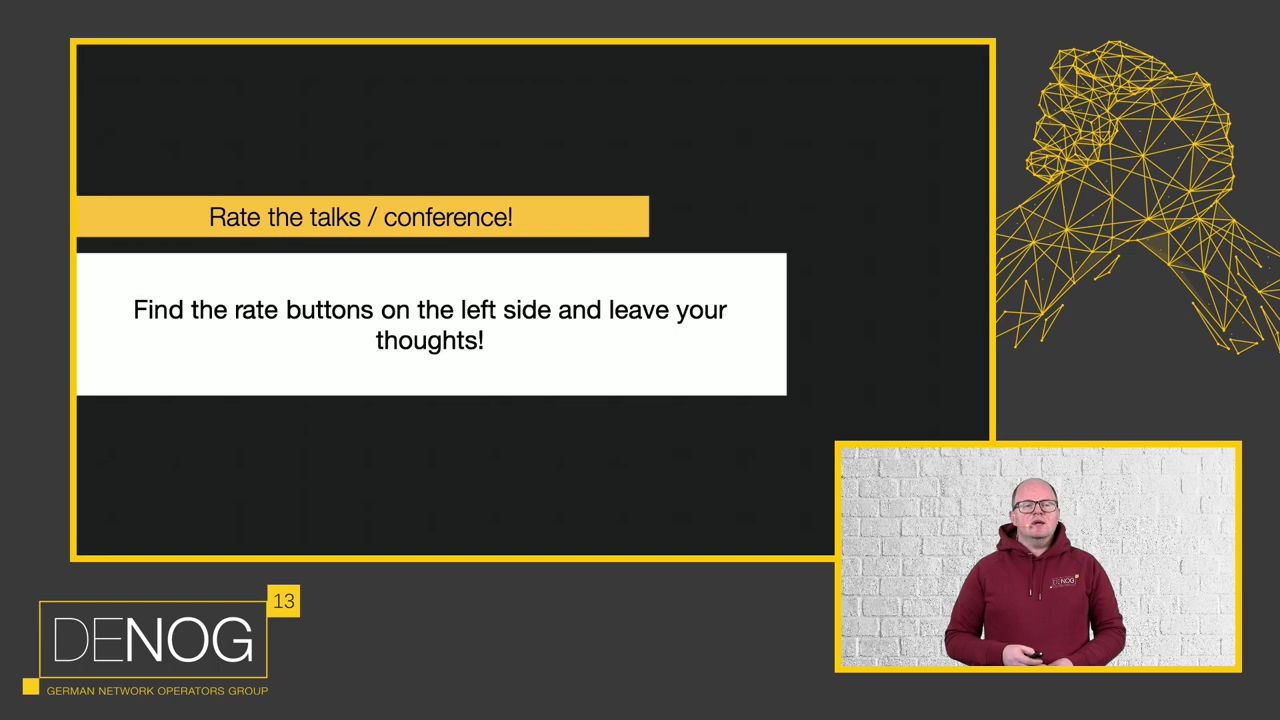 Rate the talks / conference!
Find the rate buttons on the left side and leave your
thoughts!
DENOG
13
DENOG
GERMAN NETWORK OPERATORS GROUP